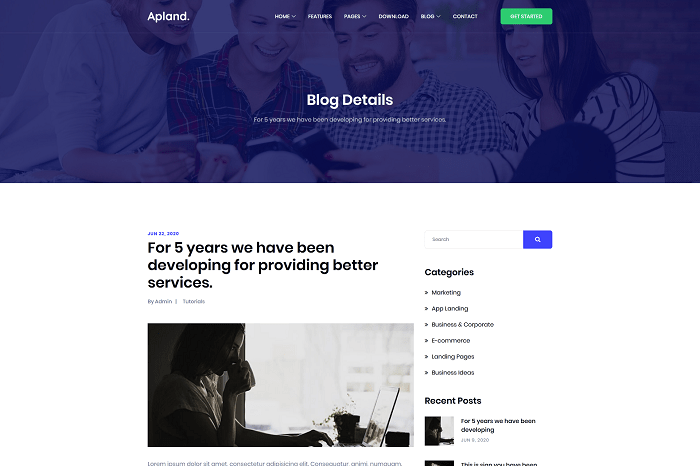 Apland.
HOME FEATURES PAGES DOWNLOAD BLOG CONTACT GET STARTED
Blog Details
For 5 years we have been developing for providing better services.
JUN 22, 2020
For 5 years we have been
developing for providing better
services.
By Admin | Tutorials
Lorem ipsum dolor sit amet, consectetur adipisicing elit. Consequatur, animi, numquam,
Search
Categories
» Marketing
» App Landing
» Business & Corporate
» E-commerce
» Landing Pages
» Business Ideas
Recent Posts
For 5 years we have been
developing
JUN 9, 2020
This is sign you have been